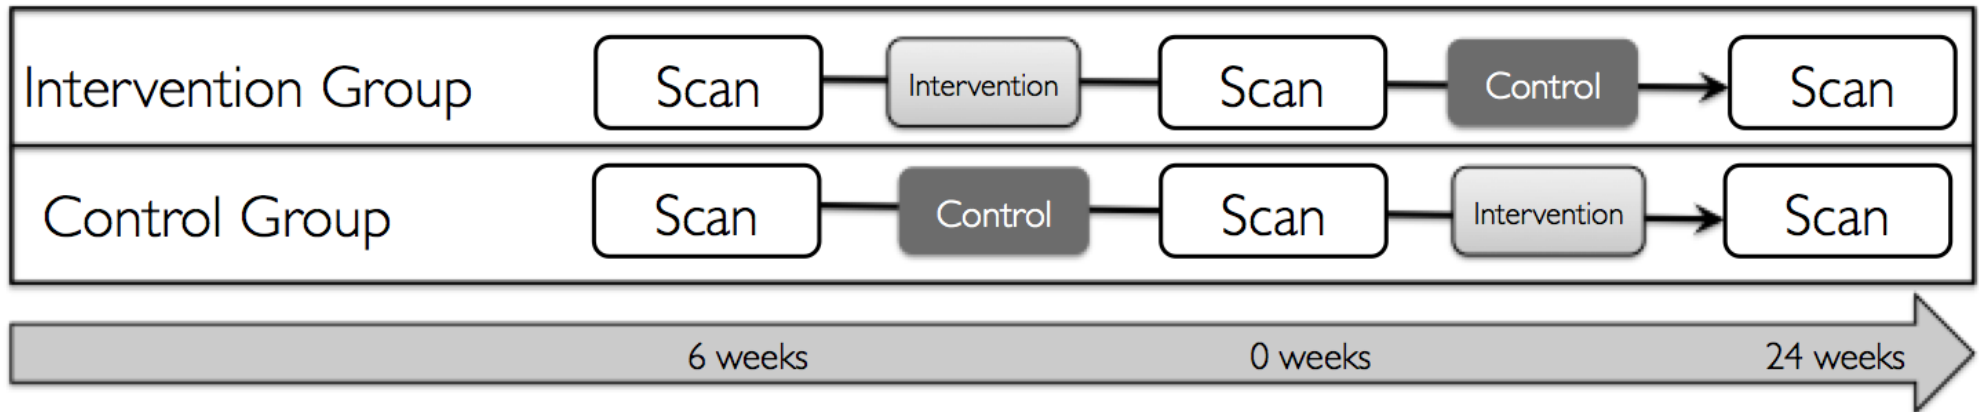 Intervention Group
Scan
Intervention
Scan
Control
Scan
Control Group
Scan
Control
Scan
Intervention
Scan
6 weeks
0 weeks
24 weeks